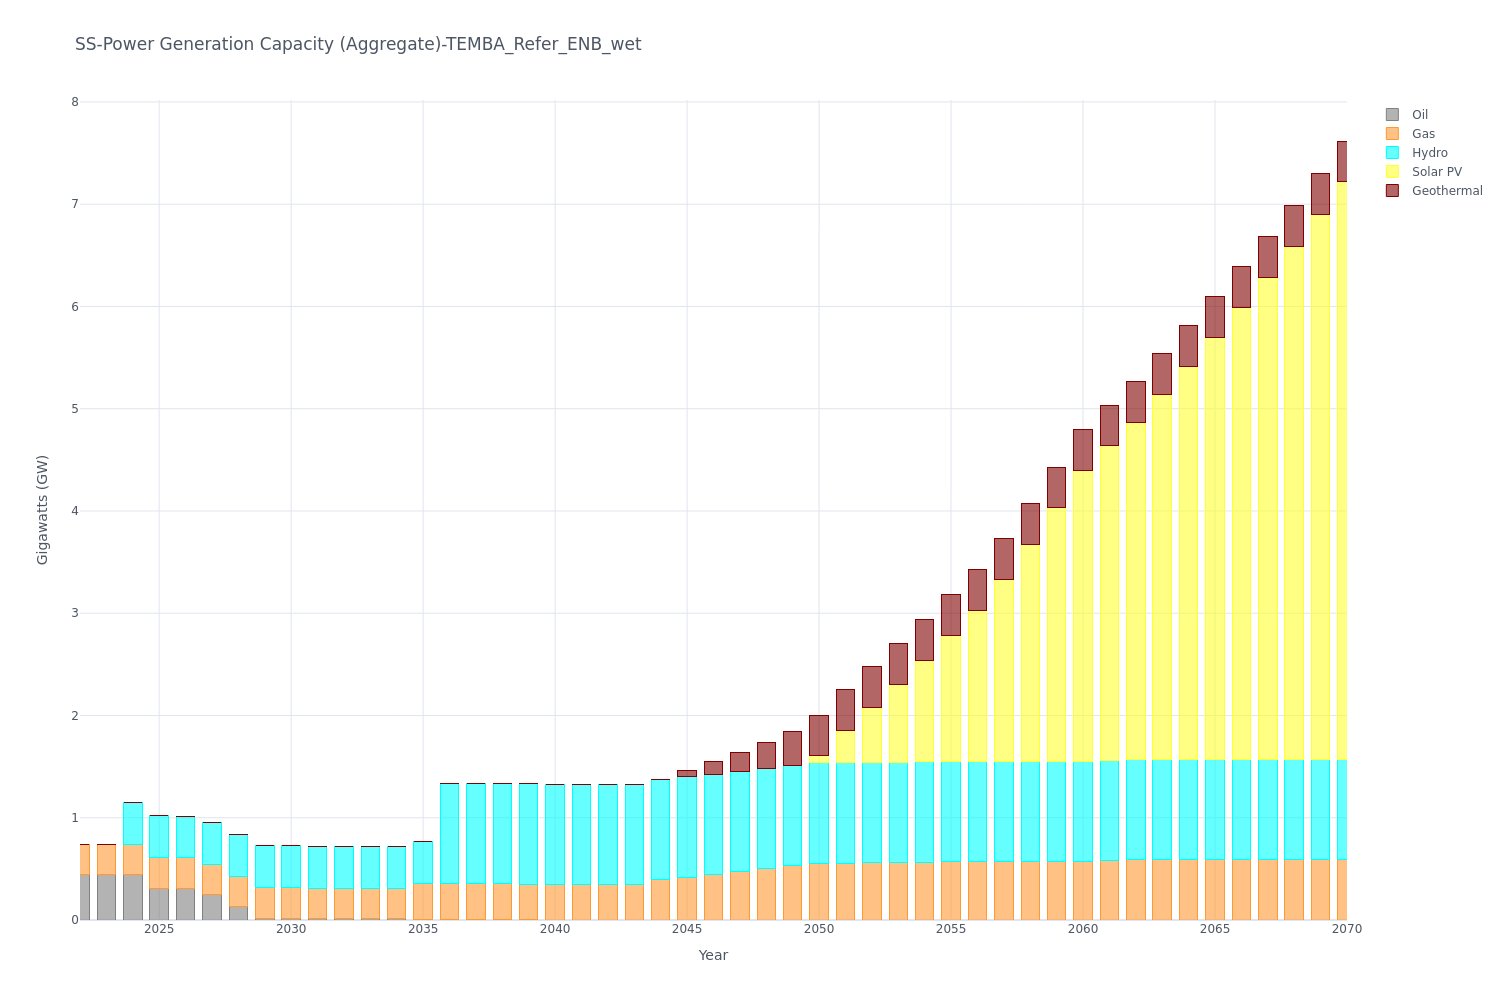 SS-Power Generation Capacity (Aggregate)-TEMBA_Refer_ENB_wet
Oil
Gas
Hydro
Solar PV
Geothermal
Gigawatts (GW)
8
7
6
5
4
3
2
1
0
2025 2030 2035 2040 2045 2050 2055 2060 2065 2070
Year